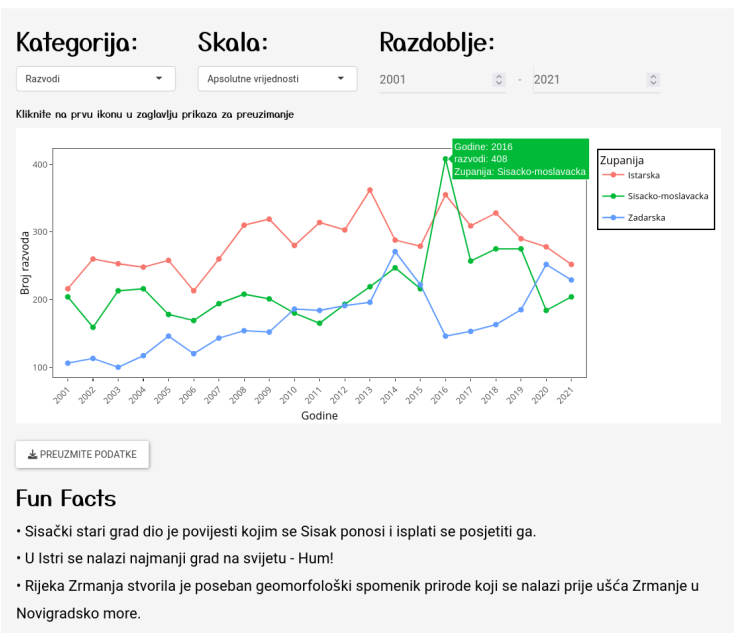 Kategorija: Skala: Razdoblje:
Razvodi Apsolutne vrijednosti 2001 - 2021
Kliknite na prvu ikonu u zaglavlju prikaza za preuzimanje
Godine: 2016
razvodi: 408
Zupanija: Sisacko-moslavacka
Zupanija
Istarska
Sisacko-moslavacka
Zadarska
Broj razvoda
400
300
200
100
2001 2002 2003 2004 2005 2006 2007 2008 2009 2010 2011 2012 2013 2014 2015 2016 2017 2018 2019 2020 2021
Godine
PREUZMITE PODATKE
Fun Facts
• Sisački stari grad dio je povijesti kojim se Sisak ponosi i isplati se posjetiti ga.
• U Istri se nalazi najmanji grad na svijetu - Hum!
• Rijeka Zrmanja stvorila je poseban geomorfološki spomenik prirode koji se nalazi prije ušća Zrmanje u
Novigradsko more.